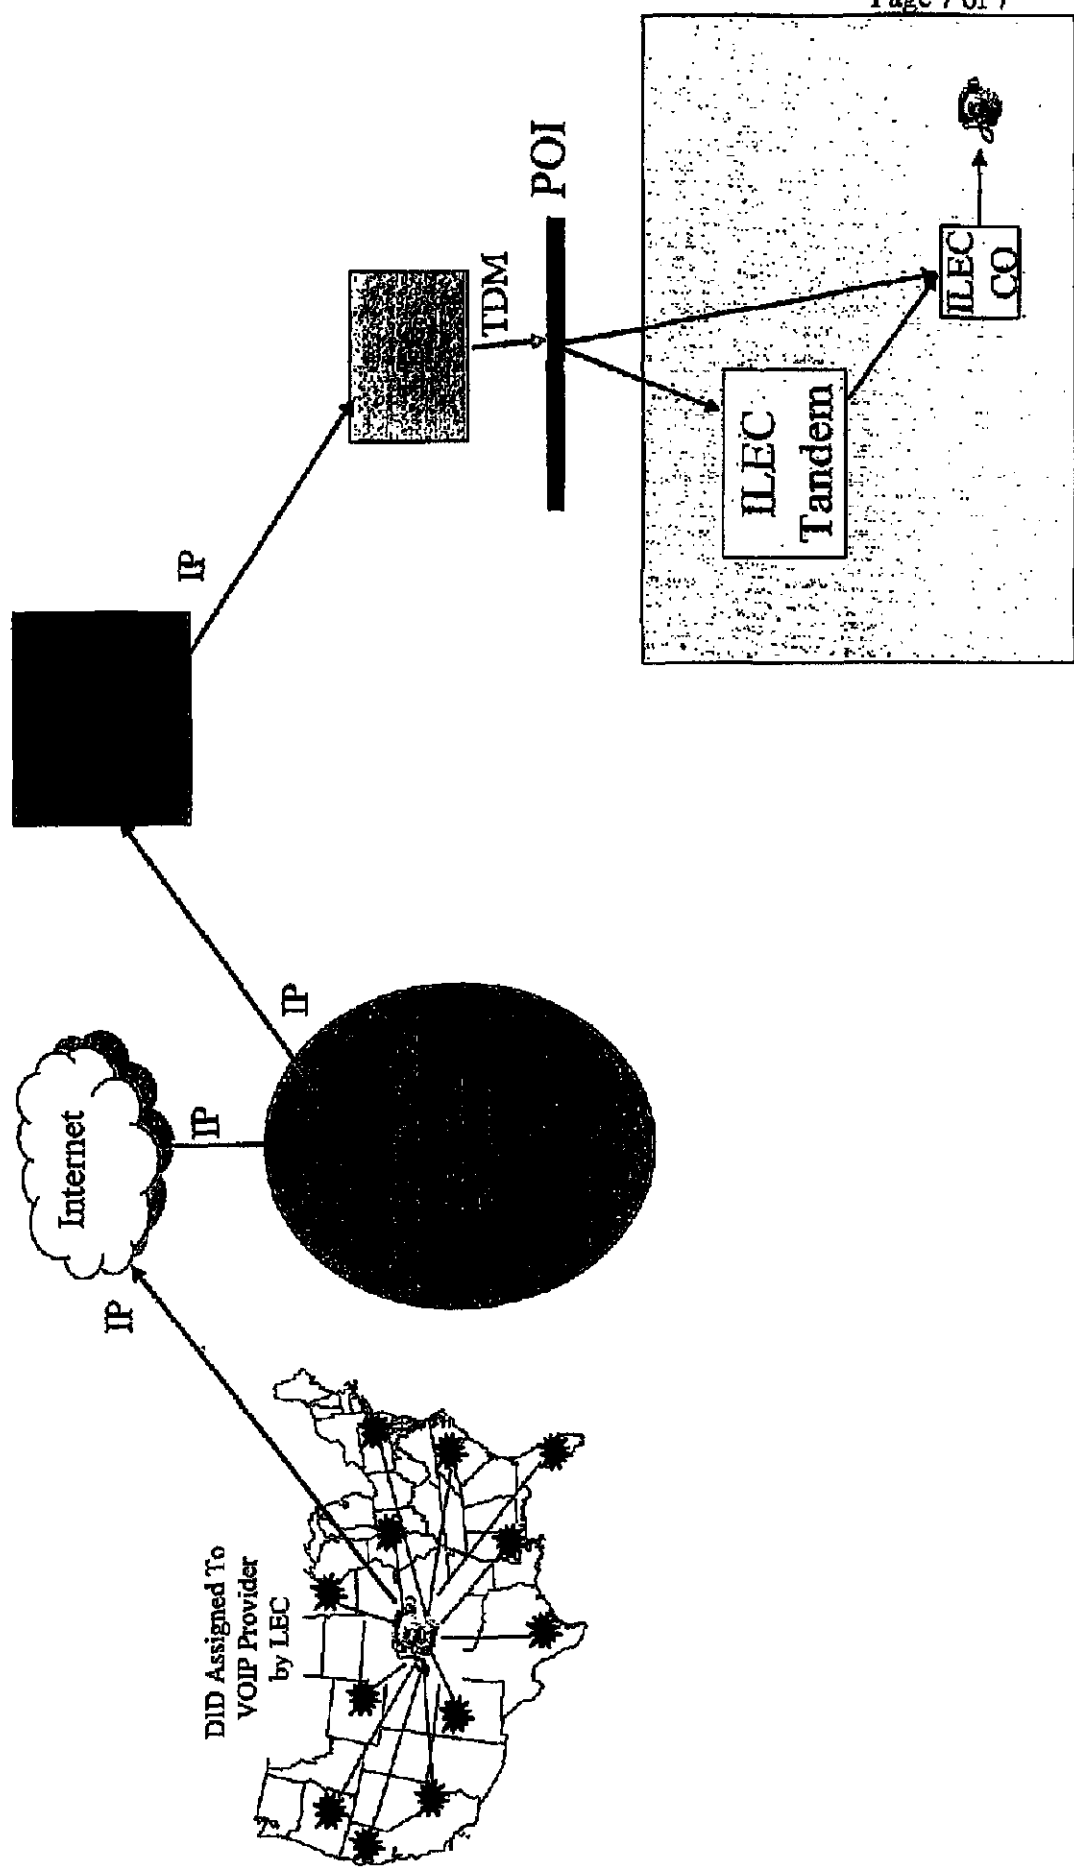 Page 7 of 7
DID Assigned To
VOIP Provider
by LEC
IP
Internet
IP
IP
IP
TDM
POI
ILEC
Tandem
ILEC
CO